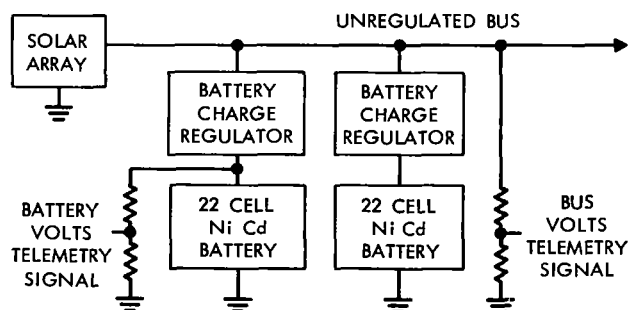 UNREGULATED BUS
SOLAR
ARRAY
BATTERY
CHARGE
REGULATOR
BATTERY
CHARGE
REGULATOR
BATTERY
VOLTS
TELEMETRY
SIGNAL
22 CELL
Ni Cd
BATTERY
22 CELL
Ni Cd
BATTERY
BUS
VOLTS
TELEMETRY
SIGNAL